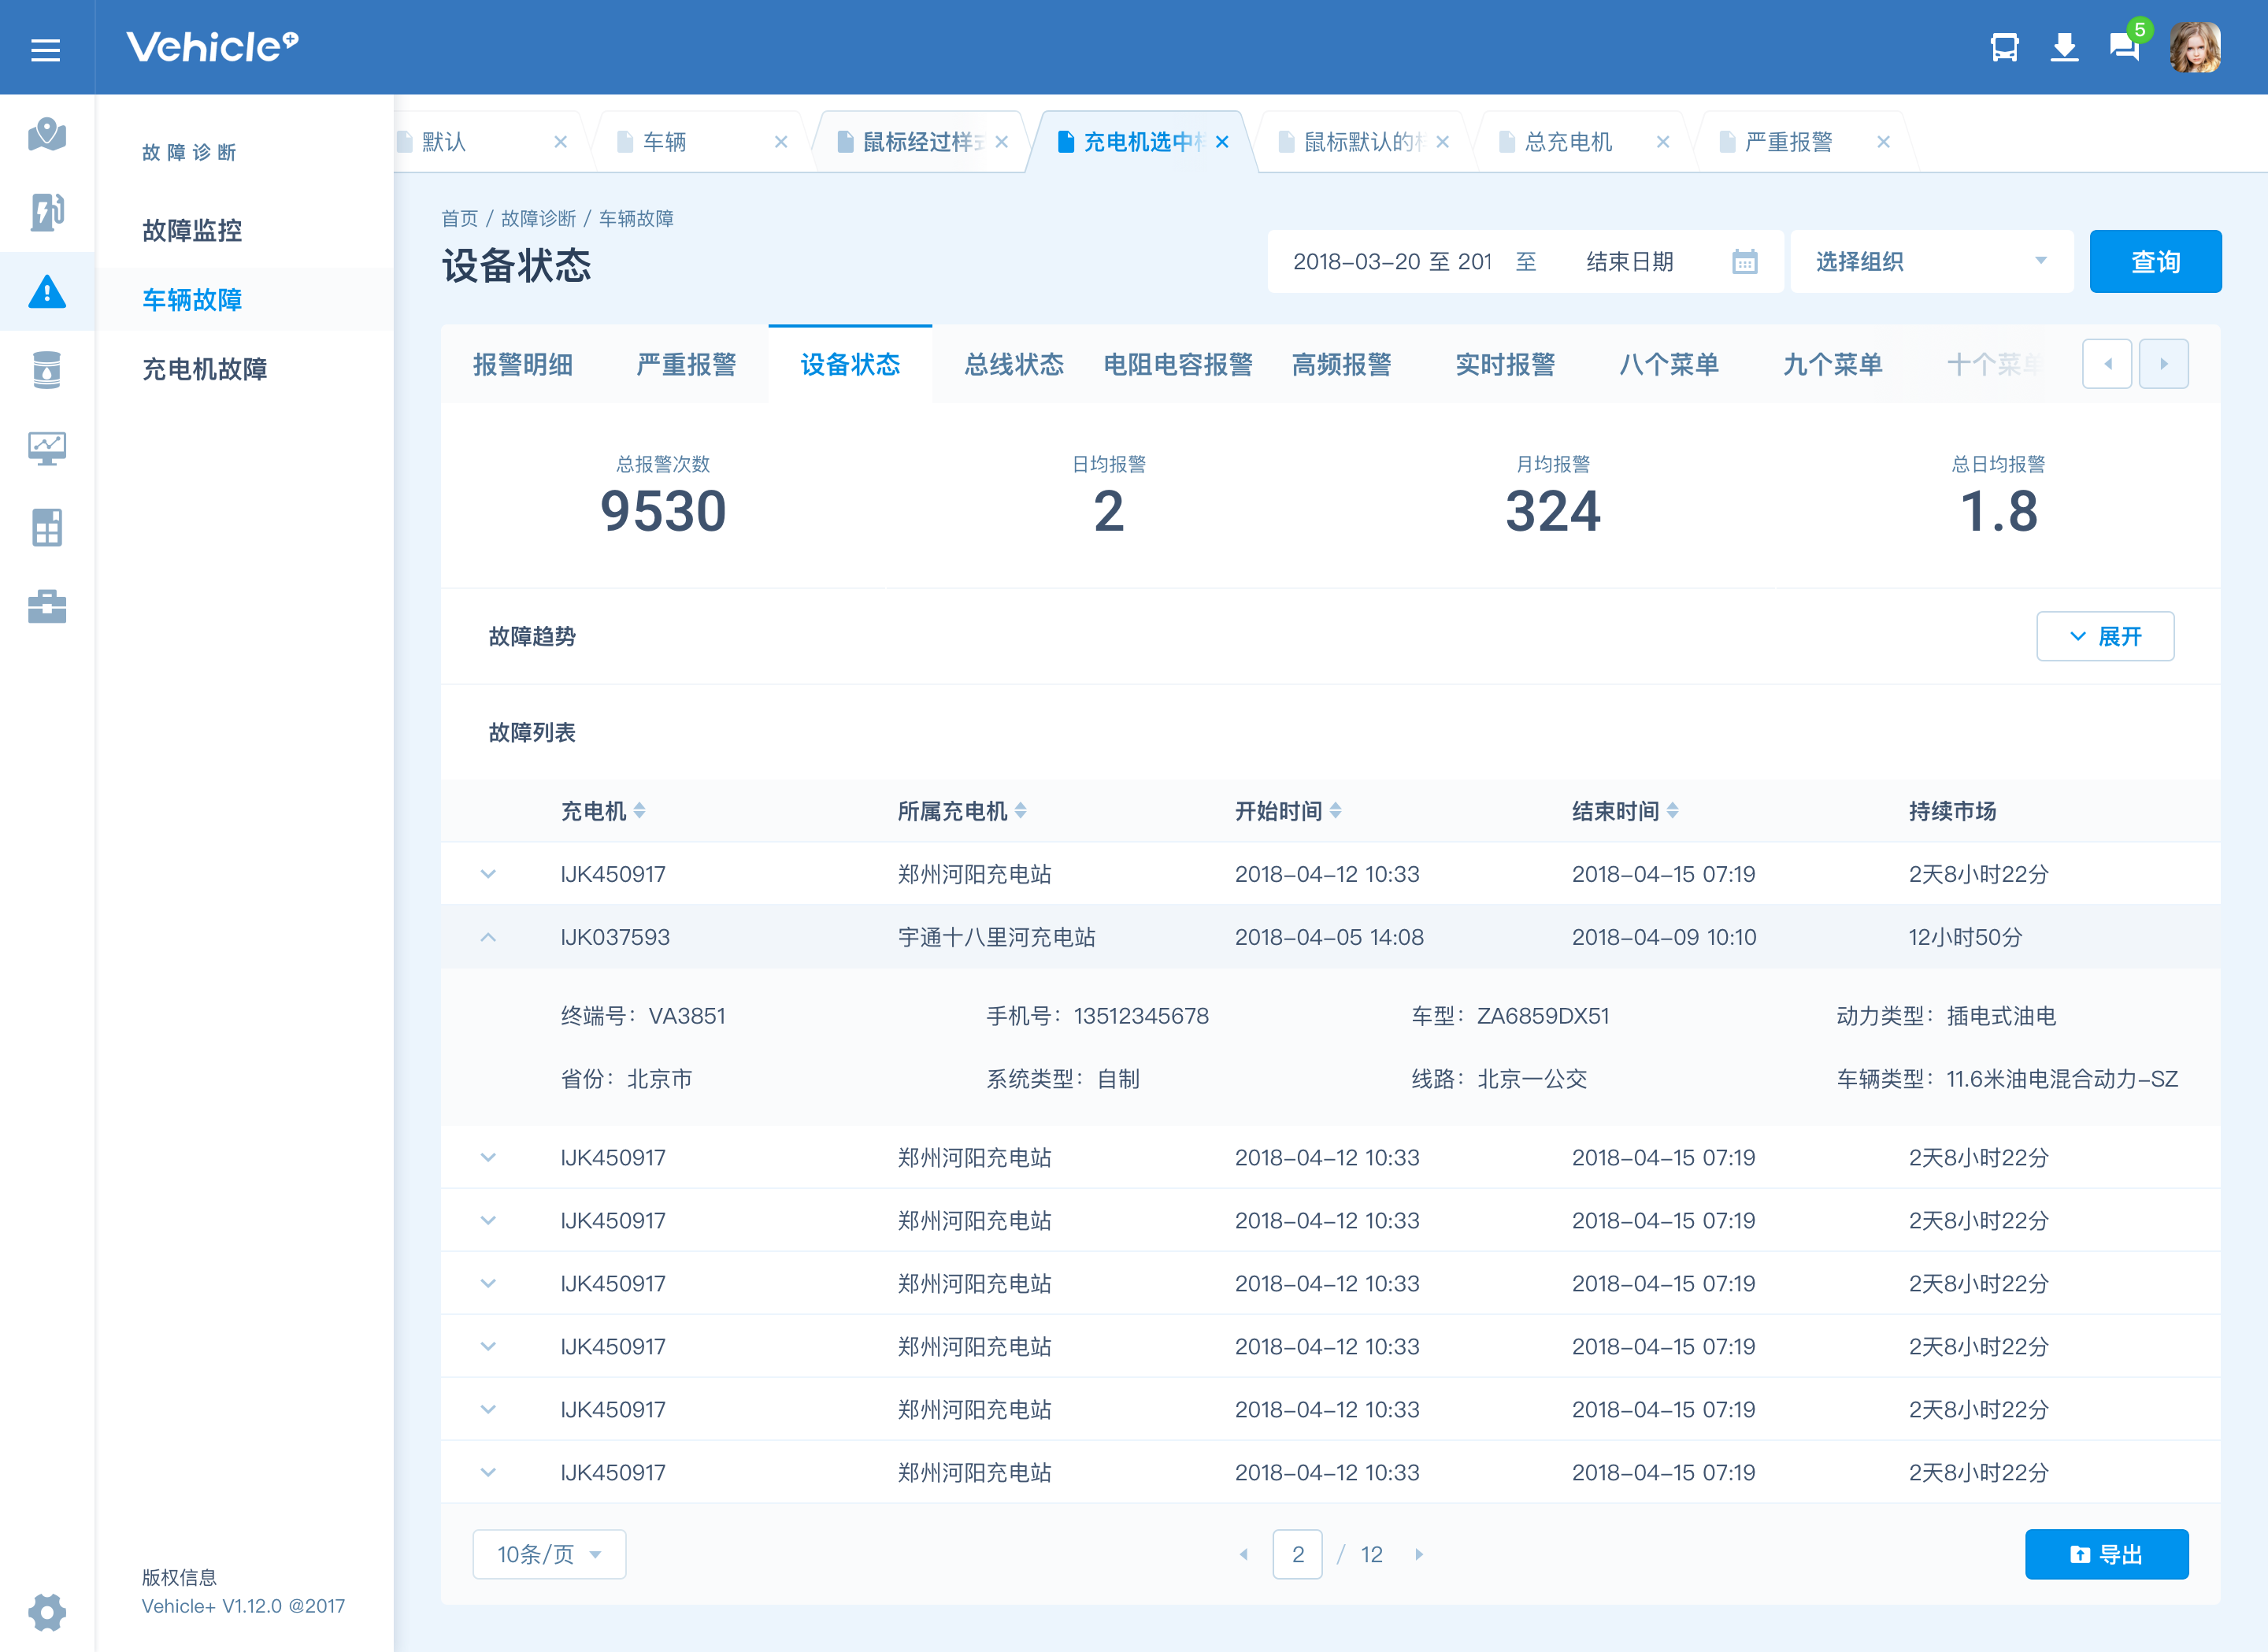 Vehicle+
5
默认
车辆
鼠标经过样
充电机选中
鼠标默认的
总充电机
严重报警
故障诊断
故障监控
车辆故障
充电机故障
首页 / 故障诊断 / 车辆故障
设备状态
2018-03-20 至 201 至 结束日期
选择组织
查询
报警明细 严重报警 设备状态 总线状态 电阻电容报警 高频报警 实时报警 八个菜单 九个菜单 十个菜单
总报警次数 日均报警 月均报警 总日均报警
9530 2 324 1.8
故障趋势 展开
故障列表
充电机 所属充电机 开始时间 结束时间 持续市场
IJK450917 郑州河阳充电站 2018-04-12 10:33 2018-04-15 07:19 2天8小时22分
IJK037593 宇通十八里河充电站 2018-04-05 14:08 2018-04-09 10:10 12小时50分
终端号：VA3851 手机号：13512345678 车型：ZA6859DX51 动力类型：插电式油电
省份：北京市 系统类型：自制 线路：北京一公交 车辆类型：11.6米油电混合动力-SZ
IJK450917 郑州河阳充电站 2018-04-12 10:33 2018-04-15 07:19 2天8小时22分
IJK450917 郑州河阳充电站 2018-04-12 10:33 2018-04-15 07:19 2天8小时22分
IJK450917 郑州河阳充电站 2018-04-12 10:33 2018-04-15 07:19 2天8小时22分
IJK450917 郑州河阳充电站 2018-04-12 10:33 2018-04-15 07:19 2天8小时22分
IJK450917 郑州河阳充电站 2018-04-12 10:33 2018-04-15 07:19 2天8小时22分
IJK450917 郑州河阳充电站 2018-04-12 10:33 2018-04-15 07:19 2天8小时22分
10条/页 2 / 12 导出
版权信息
Vehicle+ V1.12.0 @2017